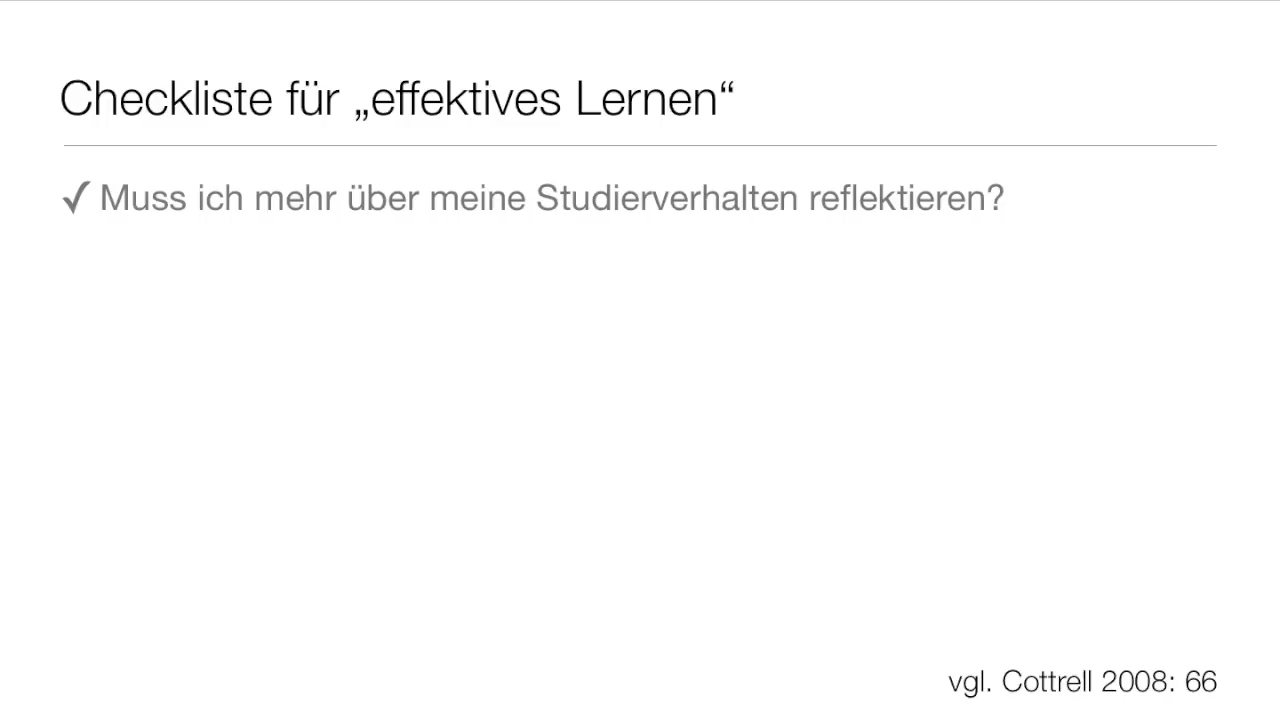 Checkliste für „effektives Lernen“
✓ Muss ich mehr über meine Studierverhalten reflektieren?
vgl. Cottrell 2008: 66